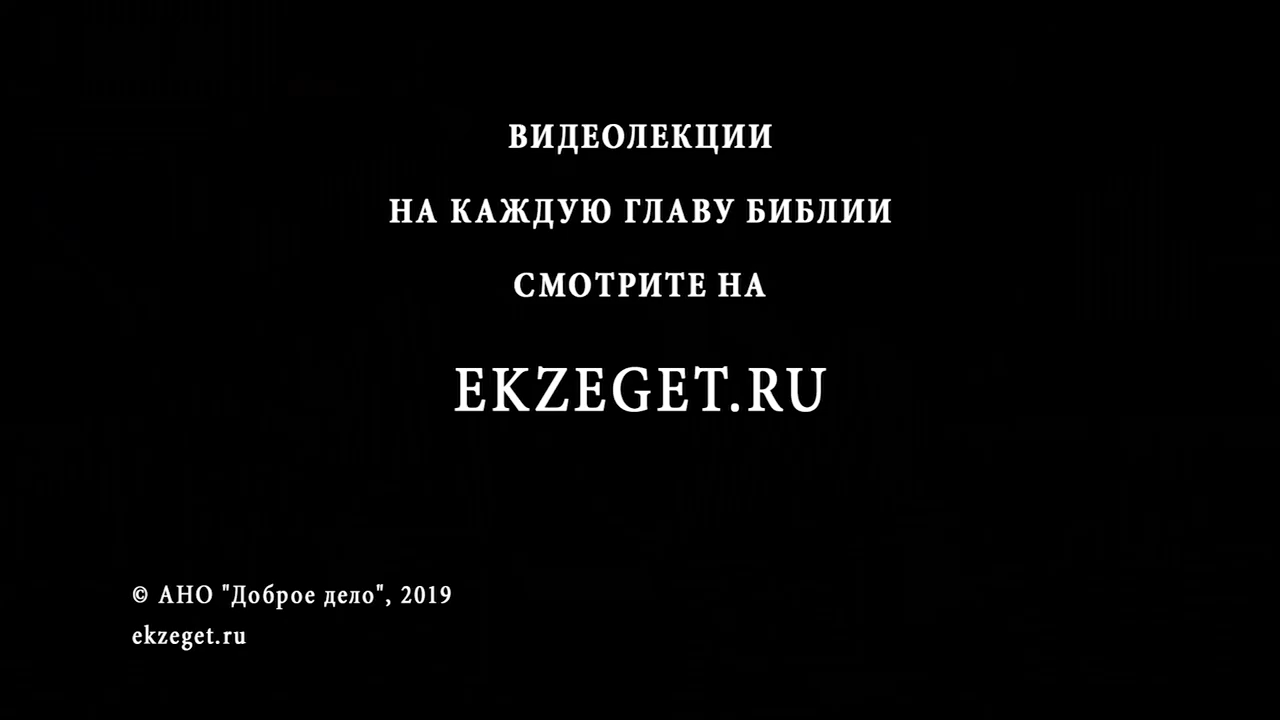 ВИДЕОЛЕКЦИИ
НА КАЖДУЮ ГЛАВУ БИБЛИИ
СМОТРИТЕ НА
EKZEGET.RU
© АНО "Доброе дело", 2019
ekzeget.ru